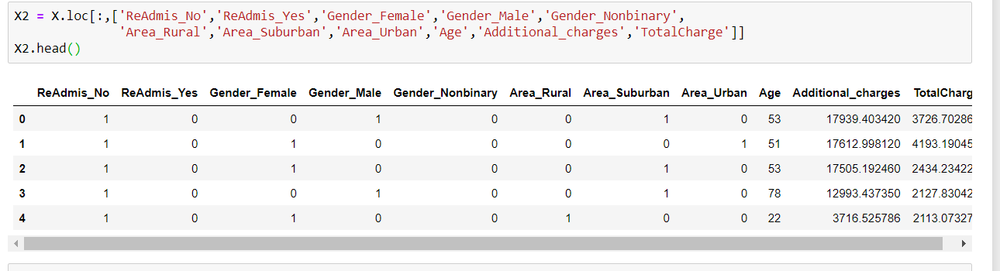 X2 = X.loc[:,['ReAdmis_No','ReAdmis_Yes','Gender_Female','Gender_Male','Gender_Nonbinary',
'Area_Rural','Area_Suburban','Area_Urban','Age','Additional_charges','TotalCharge']]
X2.head()
ReAdmis_No ReAdmis_Yes Gender_Female Gender_Male Gender_Nonbinary Area_Rural Area_Suburban Area_Urban Age Additional_charges TotalCharg
0 1 0 0 1 0 0 1 0 53 17939.403420 3726.70286
1 1 0 1 0 0 0 0 1 51 17612.998120 4193.19045
2 1 0 1 0 0 0 1 0 53 17505.192460 2434.23422
3 1 0 0 1 0 0 1 0 78 12993.437350 2127.83042
4 1 0 1 0 0 1 0 0 22 3716.525786 2113.07327